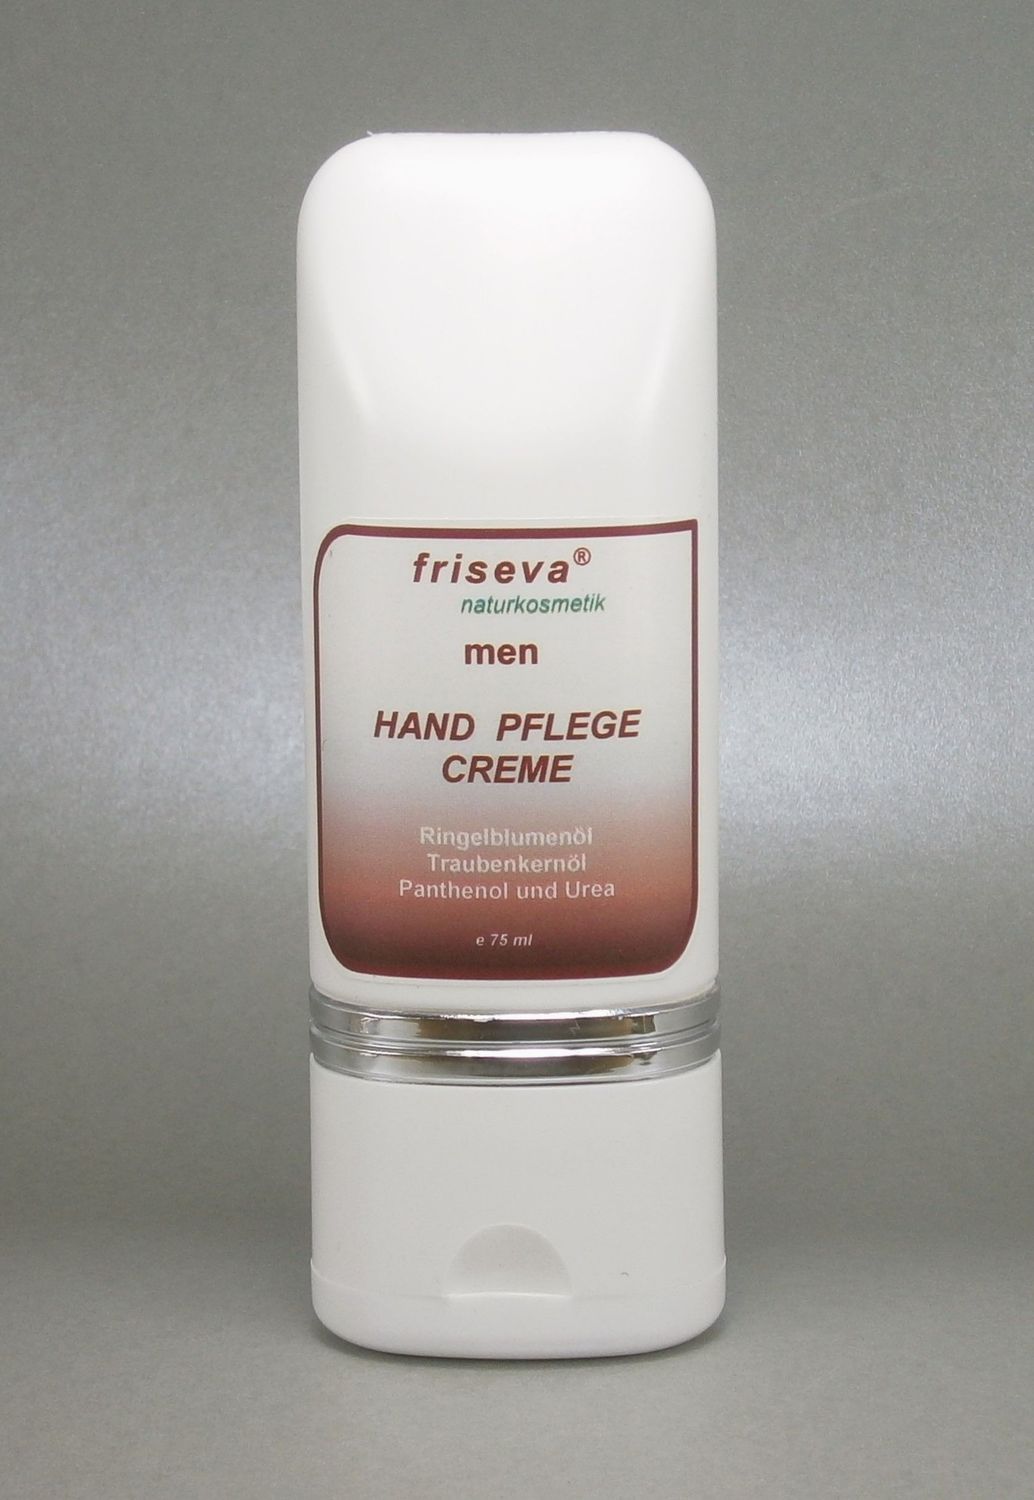 friseva®
naturkosmetik
men
HAND PFLEGE
CREME
Ringelblumenöl
Traubenkernöl
Panthenol und Urea
e 75 ml